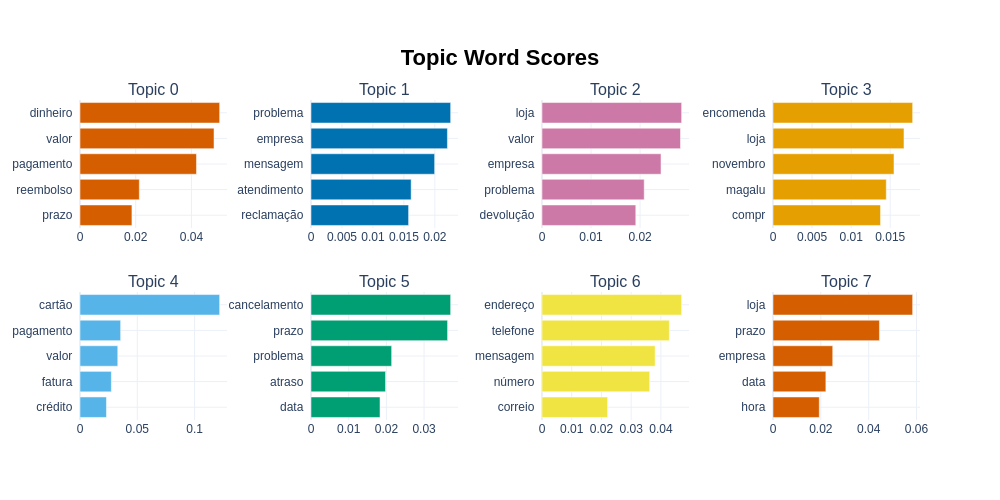 Topic Word Scores
Topic 0
dinheiro
valor
pagamento
reembolso
prazo
0 0.02 0.04
Topic 1
problema
empresa
mensagem
atendimento
reclamação
0 0.005 0.01 0.015 0.02
Topic 2
loja
valor
empresa
problema
devolução
0 0.01 0.02
Topic 3
encomenda
loja
novembro
magalu
compr
0 0.005 0.01 0.015
Topic 4
cartão
pagamento
valor
fatura
crédito
0 0.05 0.1
Topic 5
cancelamento
prazo
problema
atraso
data
0 0.01 0.02 0.03
Topic 6
endereço
telefone
mensagem
número
correio
0 0.01 0.02 0.03 0.04
Topic 7
loja
prazo
empresa
data
hora
0 0.02 0.04 0.06